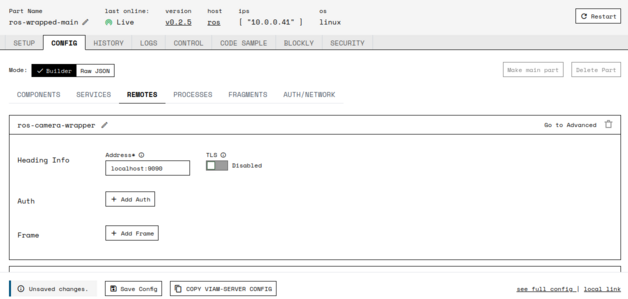 Part Name
last online:
version
host
ips
os
ros-wrapped-main
Live
v0.2.5
ros
[ "10.0.0.41" ]
linux
Restart
SETUP
CONFIG
HISTORY
LOGS
CONTROL
CODE SAMPLE
BLOCKLY
SECURITY
Mode:
Builder
Raw JSON
Make main part
Delete Part
COMPONENTS
SERVICES
REMOTES
PROCESSES
FRAGMENTS
AUTH/NETWORK
ros-camera-wrapper
Go to Advanced
Heading Info
Address*
TLS
localhost:9090
Disabled
Auth
+ Add Auth
Frame
+ Add Frame
Unsaved changes.
Save Config
COPY VIAM-SERVER CONFIG
see full config | local link